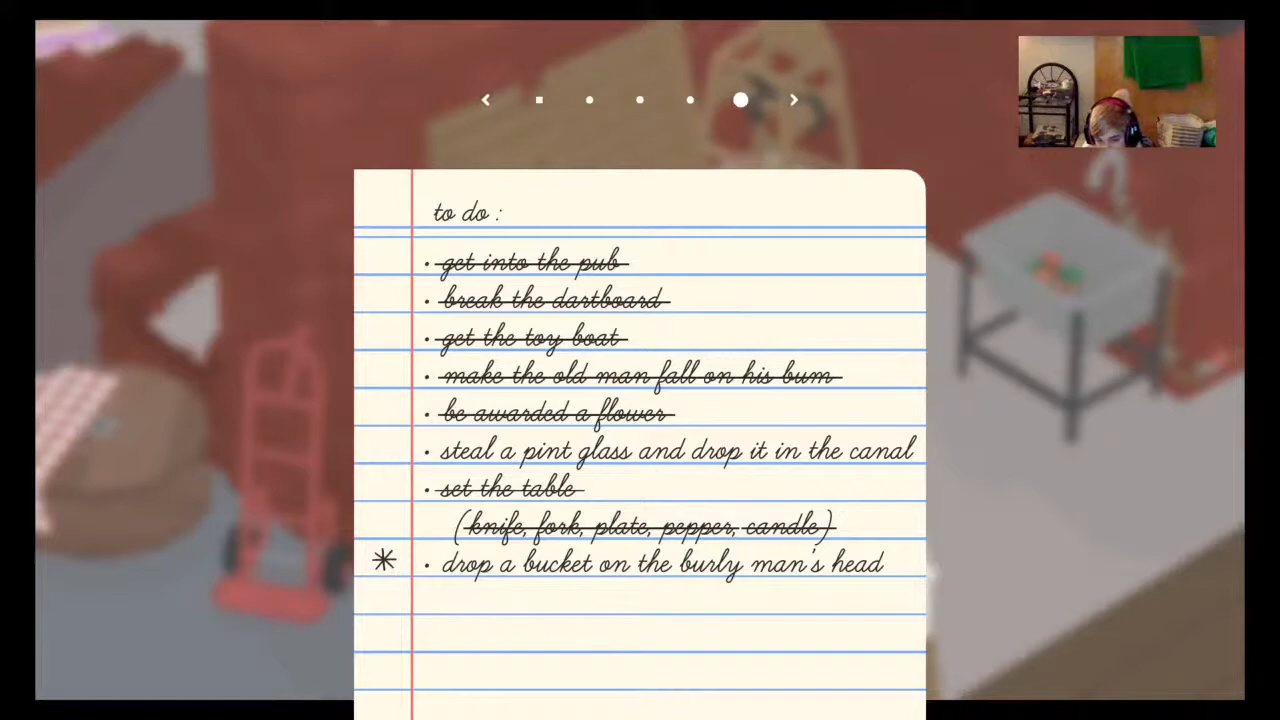 to do :
· get into the pub
· break the dartboard
· get the toy boat
· make the old man fall on his bum
· be awarded a flower
· steal a pint glass and drop it in the canal
· set the table
(knife, fork, plate, pepper, candle)
· drop a bucket on the burly man's head